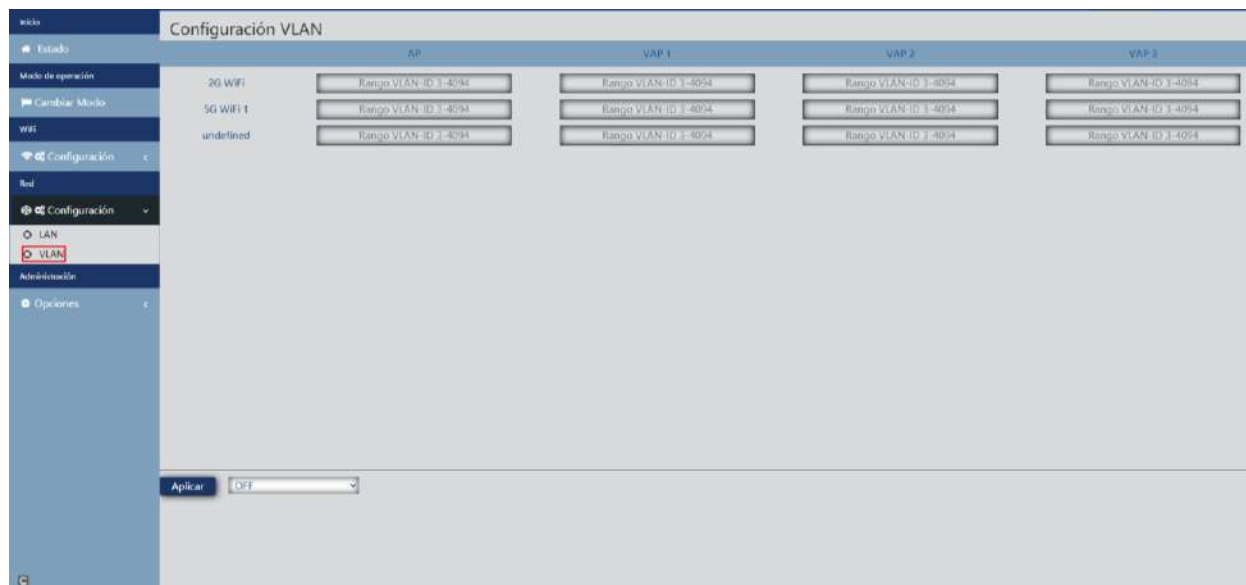 Inicio
Estado
Modo de operación
Cambiar Modo
WiFi
Configuración
Red
Configuración
LAN
VLAN
Administración
Opciones
Configuración VLAN
AP VAP 1 VAP 2 VAP 3
2G WiFi Rango VLAN-ID 3-4094 Rango VLAN-ID 3-4094 Rango VLAN-ID 3-4094 Rango VLAN-ID 3-4094
5G WiFi 1 Rango VLAN-ID 3-4094 Rango VLAN-ID 3-4094 Rango VLAN-ID 3-4094 Rango VLAN-ID 3-4094
undefined Rango VLAN-ID 3-4094 Rango VLAN-ID 3-4094 Rango VLAN-ID 3-4094 Rango VLAN-ID 3-4094
Aplicar OFF